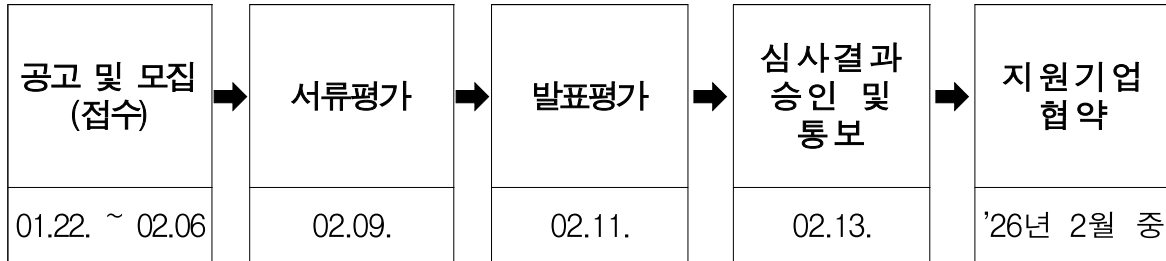 공고 및 모집
(접수)
서류평가
발표평가
심사결과
승인 및
통보
지원기업
협약
01.22. ~ 02.06
02.09.
02.11.
02.13.
’26년 2월 중